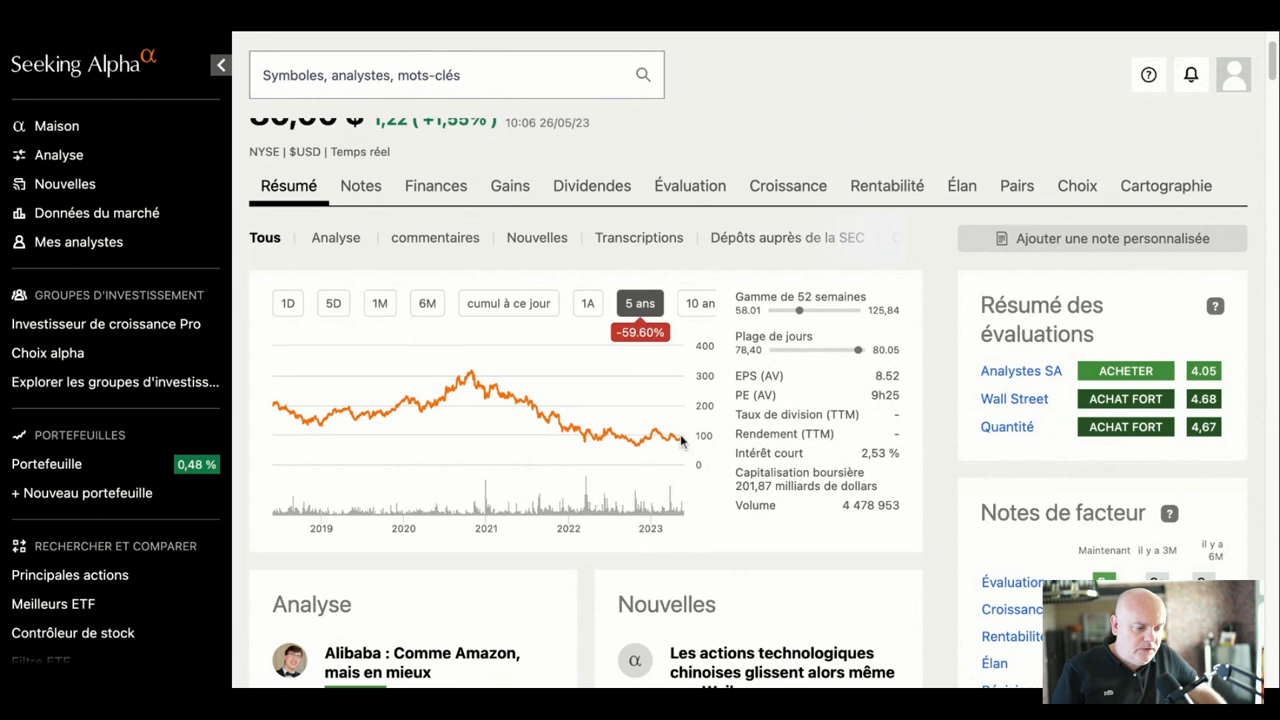 Seeking Alpha α
Symboles, analystes, mots-clés
Maison
Analyse
Nouvelles
Données du marché
Mes analystes
GROUPES D'INVESTISSEMENT
Investisseur de croissance Pro
Choix alpha
Explorer les groupes d'investiss...
PORTEFEUILLES
Portefeuille 0,48 %
+ Nouveau portefeuille
RECHERCHER ET COMPARER
Principales actions
Meilleurs ETF
Contrôleur de stock
Filtre ETF
1,22 (+1,55%) 10:06 26/05/23
NYSE | $USD | Temps réel
Résumé Notes Finances Gains Dividendes Évaluation Croissance Rentabilité Élan Pairs Choix Cartographie
Tous | Analyse | commentaires | Nouvelles | Transcriptions | Dépôts auprès de la SEC
Ajouter une note personnalisée
1D 5D 1M 6M cumul à ce jour 1A 5 ans 10 an
-59.60%
400
300
200
100
0
2019 2020 2021 2022 2023
Gamme de 52 semaines
58.01 125,84
Plage de jours
78,40 80.05
EPS (AV) 8.52
PE (AV) 9h25
Taux de division (TTM) -
Rendement (TTM) -
Intérêt court 2,53 %
Capitalisation boursière
201,87 milliards de dollars
Volume 4 478 953
Résumé des
évaluations ?
Analystes SA ACHETER 4.05
Wall Street ACHAT FORT 4.68
Quantité ACHAT FORT 4,67
Notes de facteur ?
Maintenant il y a 3M il y a
6M
Évaluation
Croissanc
Rentabilité
Élan
Analyse
Alibaba : Comme Amazon,
mais en mieux
Nouvelles
α
Les actions technologiques
chinoises glissent alors même